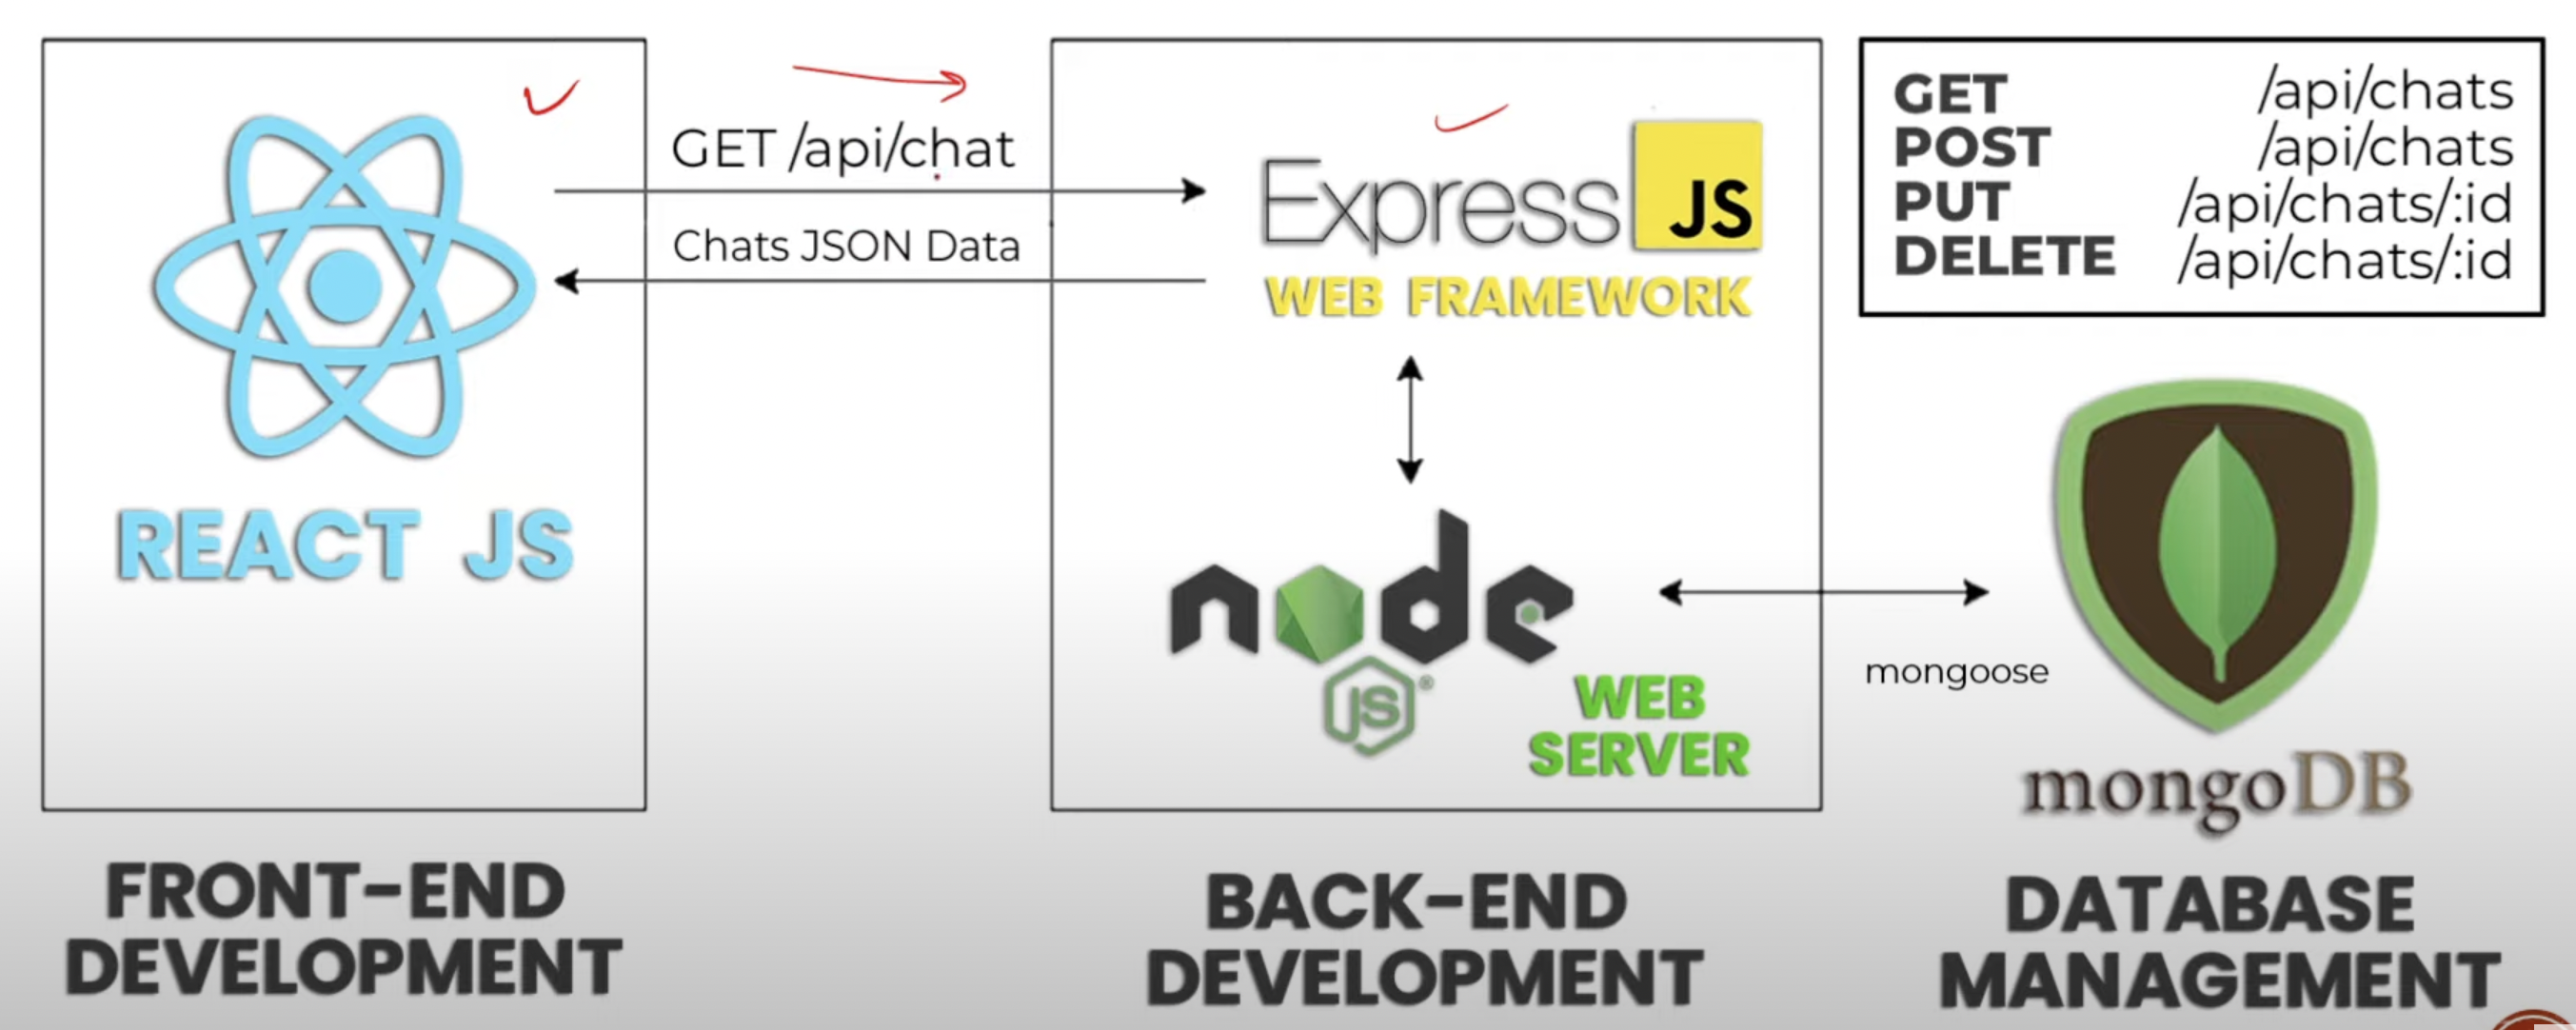 GET /api/chat
Chats JSON Data
REACT JS
FRONT-END
DEVELOPMENT
Express JS
WEB FRAMEWORK
node
JS®
WEB
SERVER
BACK-END
DEVELOPMENT
GET /api/chats
POST /api/chats
PUT /api/chats/:id
DELETE /api/chats/:id
mongoose
mongoDB
DATABASE
MANAGEMENT